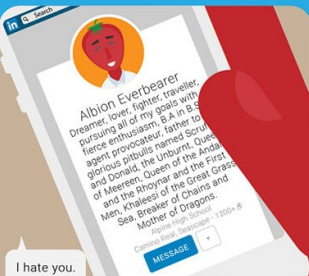 in Search
Albion Everbearer
Dreamer, lover, fighter, traveller,
pursuing all of my goals with
fierce enthusiasm, B.A in B.S
agent provocateur, father to
glorious pitbulls named Scru
and Donald, the Unburnt, Quee
of Meereen, Queen of the Anda
and the Rhoynar and the First
Men, Khaleesi of the Great Grass
Sea, Breaker of Chains and
Mother of Dragons.
Alpine High School
Camino Real, Seascape - 1200+
MESSAGE
I hate you.